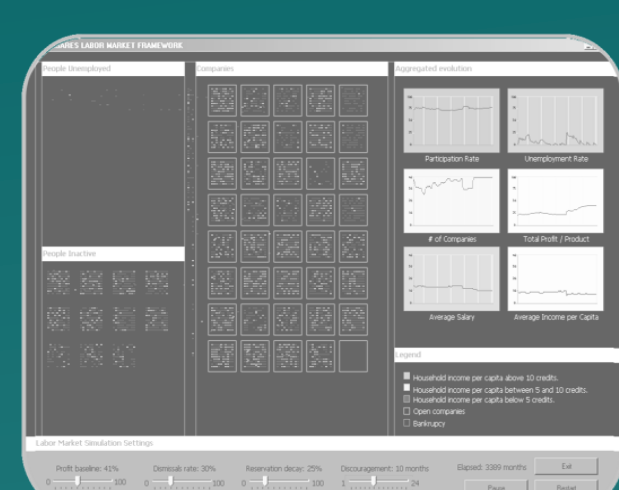 ARES LABOR MARKET FRAMEWORK
People Unemployed
Companies
Aggregated evolution
Participation Rate
Unemployment Rate
# of Companies
Total Profit / Product
People Inactive
Average Salary
Average Income per Capita
Legend
Household income per capita above 10 credits.
Household income per capita between 5 and 10 credits.
Household income per capita below 5 credits.
Open companies
Bankrupcy
Labor Market Simulation Settings
Profit baseline: 41%
Dismisals rate: 30%
Reservation decay: 25%
Discouragement: 10 months
Elapsed: 3389 months
Exit
0 100
0 100
0 100
1 24
Pause
Restart